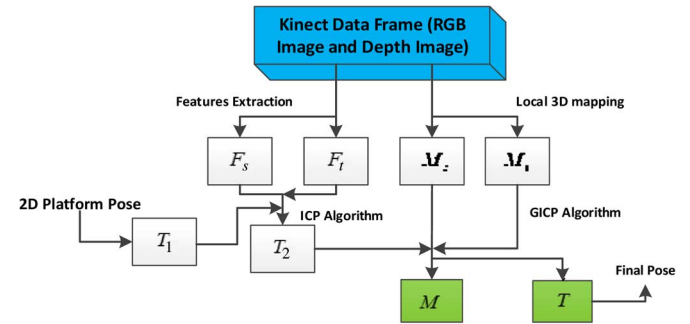 Kinect Data Frame (RGB
Image and Depth Image)
Features Extraction
Local 3D mapping
F_s
F_t
2D Platform Pose
ICP Algorithm
GICP Algorithm
T_1
T_2
Final Pose
M
T